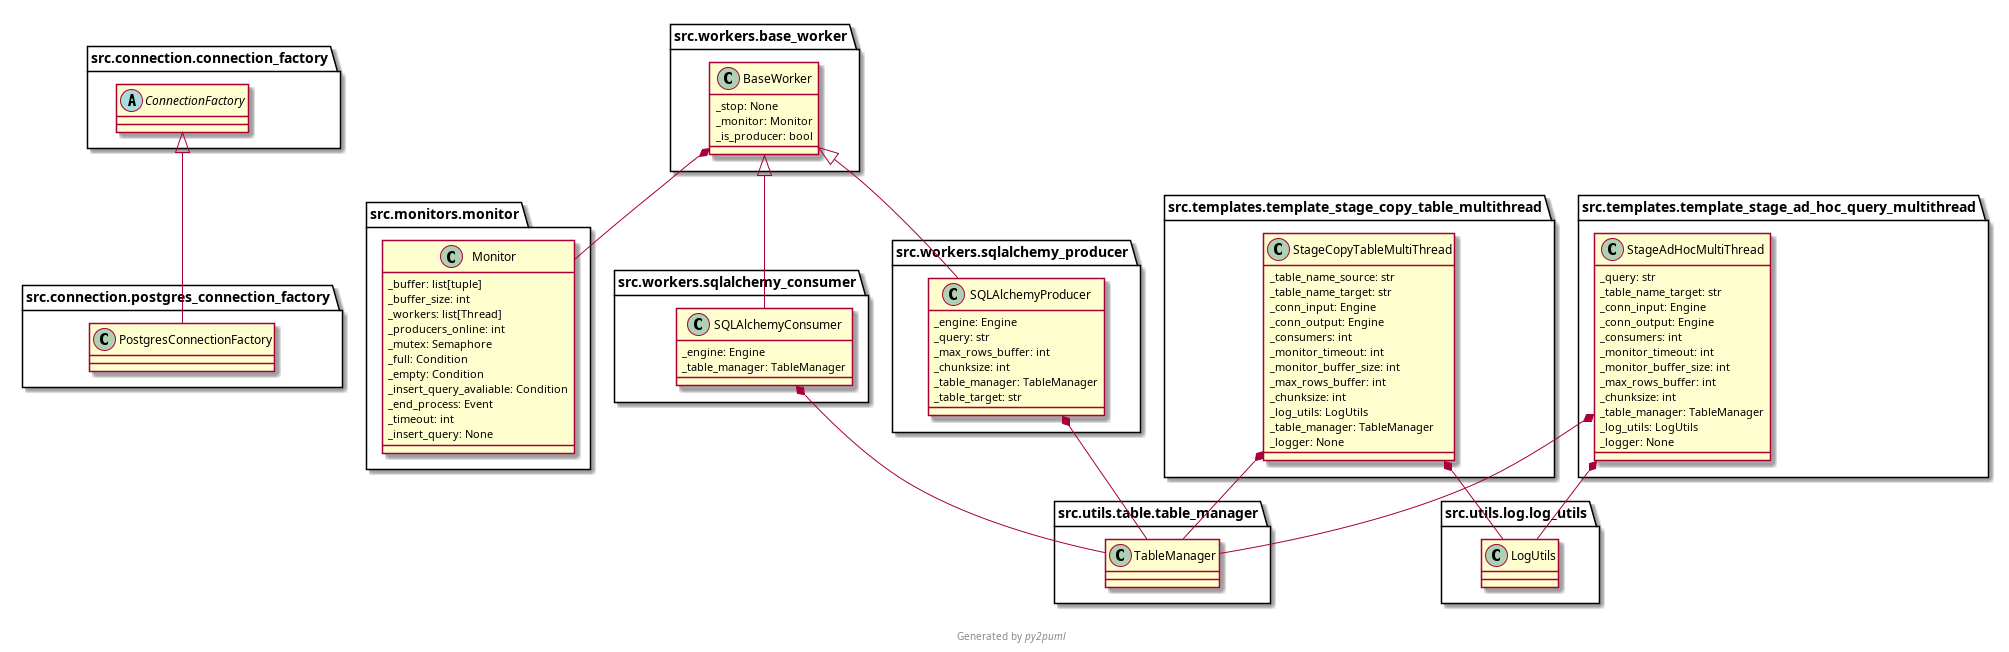 src.connection.connection_factory
A ConnectionFactory
src.connection.postgres_connection_factory
C PostgresConnectionFactory
src.workers.base_worker
C BaseWorker
_stop: None
_monitor: Monitor
_is_producer: bool
src.monitors.monitor
C Monitor
_buffer: list[tuple]
_buffer_size: int
_workers: list[Thread]
_producers_online: int
_mutex: Semaphore
_full: Condition
_empty: Condition
_insert_query_avaliable: Condition
_end_process: Event
_timeout: int
_insert_query: None
src.workers.sqlalchemy_consumer
C SQLAlchemyConsumer
_engine: Engine
_table_manager: TableManager
src.workers.sqlalchemy_producer
C SQLAlchemyProducer
_engine: Engine
_query: str
_max_rows_buffer: int
_chunksize: int
_table_manager: TableManager
_table_target: str
src.templates.template_stage_copy_table_multithread
C StageCopyTableMultiThread
_table_name_source: str
_table_name_target: str
_conn_input: Engine
_conn_output: Engine
_consumers: int
_monitor_timeout: int
_monitor_buffer_size: int
_max_rows_buffer: int
_chunksize: int
_log_utils: LogUtils
_table_manager: TableManager
_logger: None
src.templates.template_stage_ad_hoc_query_multithread
C StageAdHocMultiThread
_query: str
_table_name_target: str
_conn_input: Engine
_conn_output: Engine
_consumers: int
_monitor_timeout: int
_monitor_buffer_size: int
_max_rows_buffer: int
_chunksize: int
_table_manager: TableManager
_log_utils: LogUtils
_logger: None
src.utils.table.table_manager
C TableManager
src.utils.log.log_utils
C LogUtils
Generated by py2puml